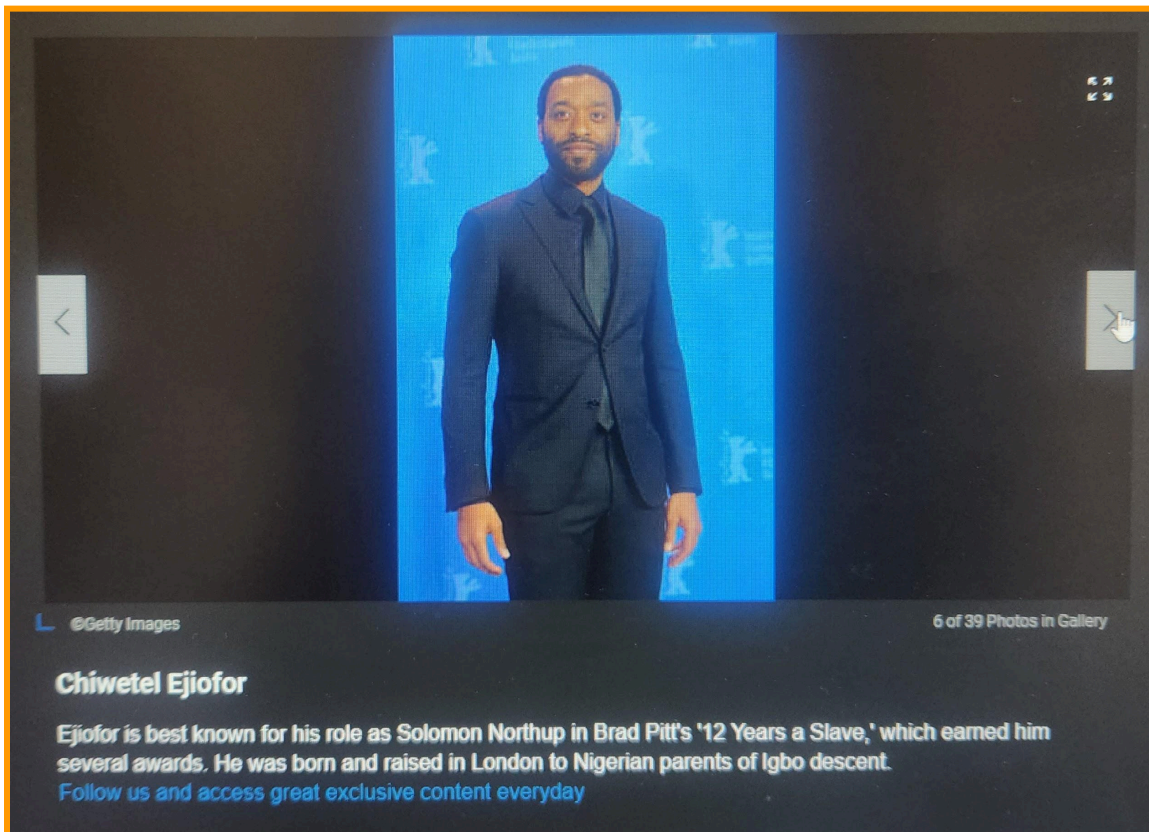 ©Getty Images
6 of 39 Photos in Gallery
Chiwetel Ejiofor
Ejiofor is best known for his role as Solomon Northup in Brad Pitt's '12 Years a Slave,' which earned him
several awards. He was born and raised in London to Nigerian parents of Igbo descent.
Follow us and access great exclusive content everyday